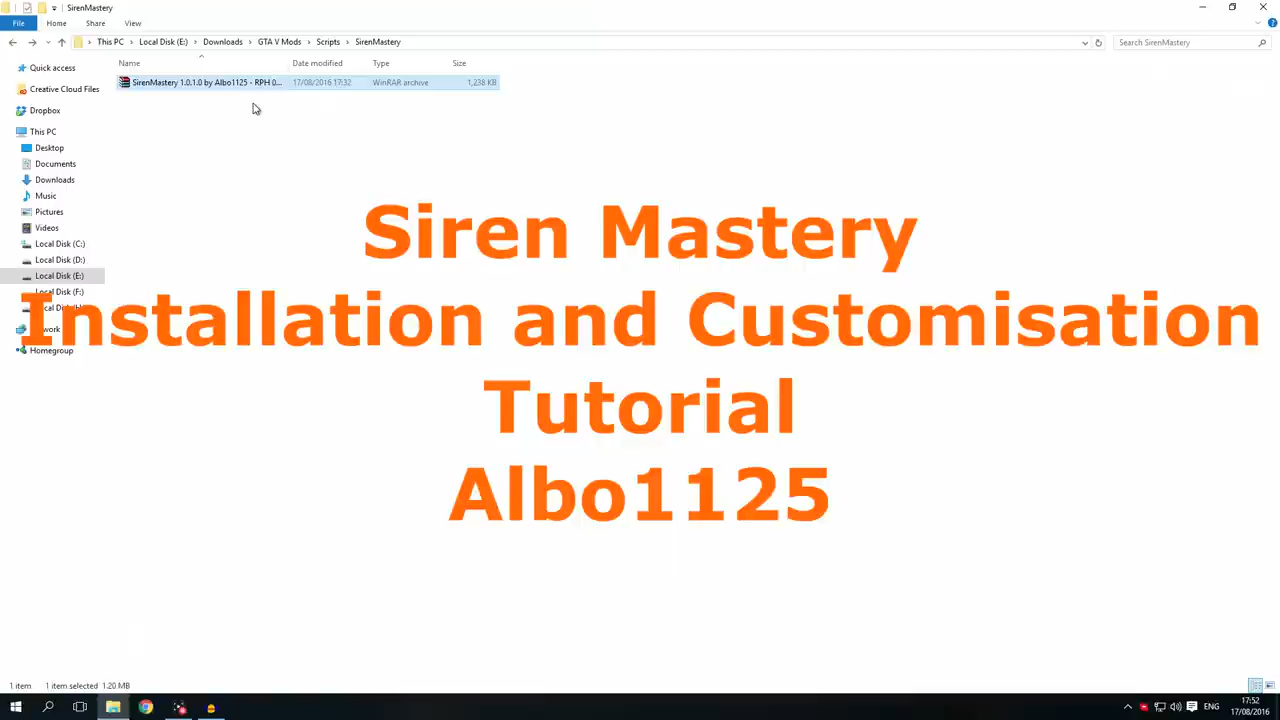 SirenMastery
File Home Share View
This PC Local Disk (E:) Downloads GTA V Mods Scripts SirenMastery
Search SirenMastery
Name Date modified Type Size
SirenMastery 1.0.1.0 by Albo1125 - RPH 0... 17/08/2016 17:32 WinRAR archive 1,238 KB
Quick access
Creative Cloud Files
Dropbox
This PC
Desktop
Documents
Downloads
Music
Pictures
Videos
Local Disk (C:)
Local Disk (D:)
Local Disk (E:)
Local Disk (F:)
Homegroup
Siren Mastery
Installation and Customisation
Tutorial
Albo1125
1 item 1 item selected 1.20 MB
ENG
17:52
17/08/2016